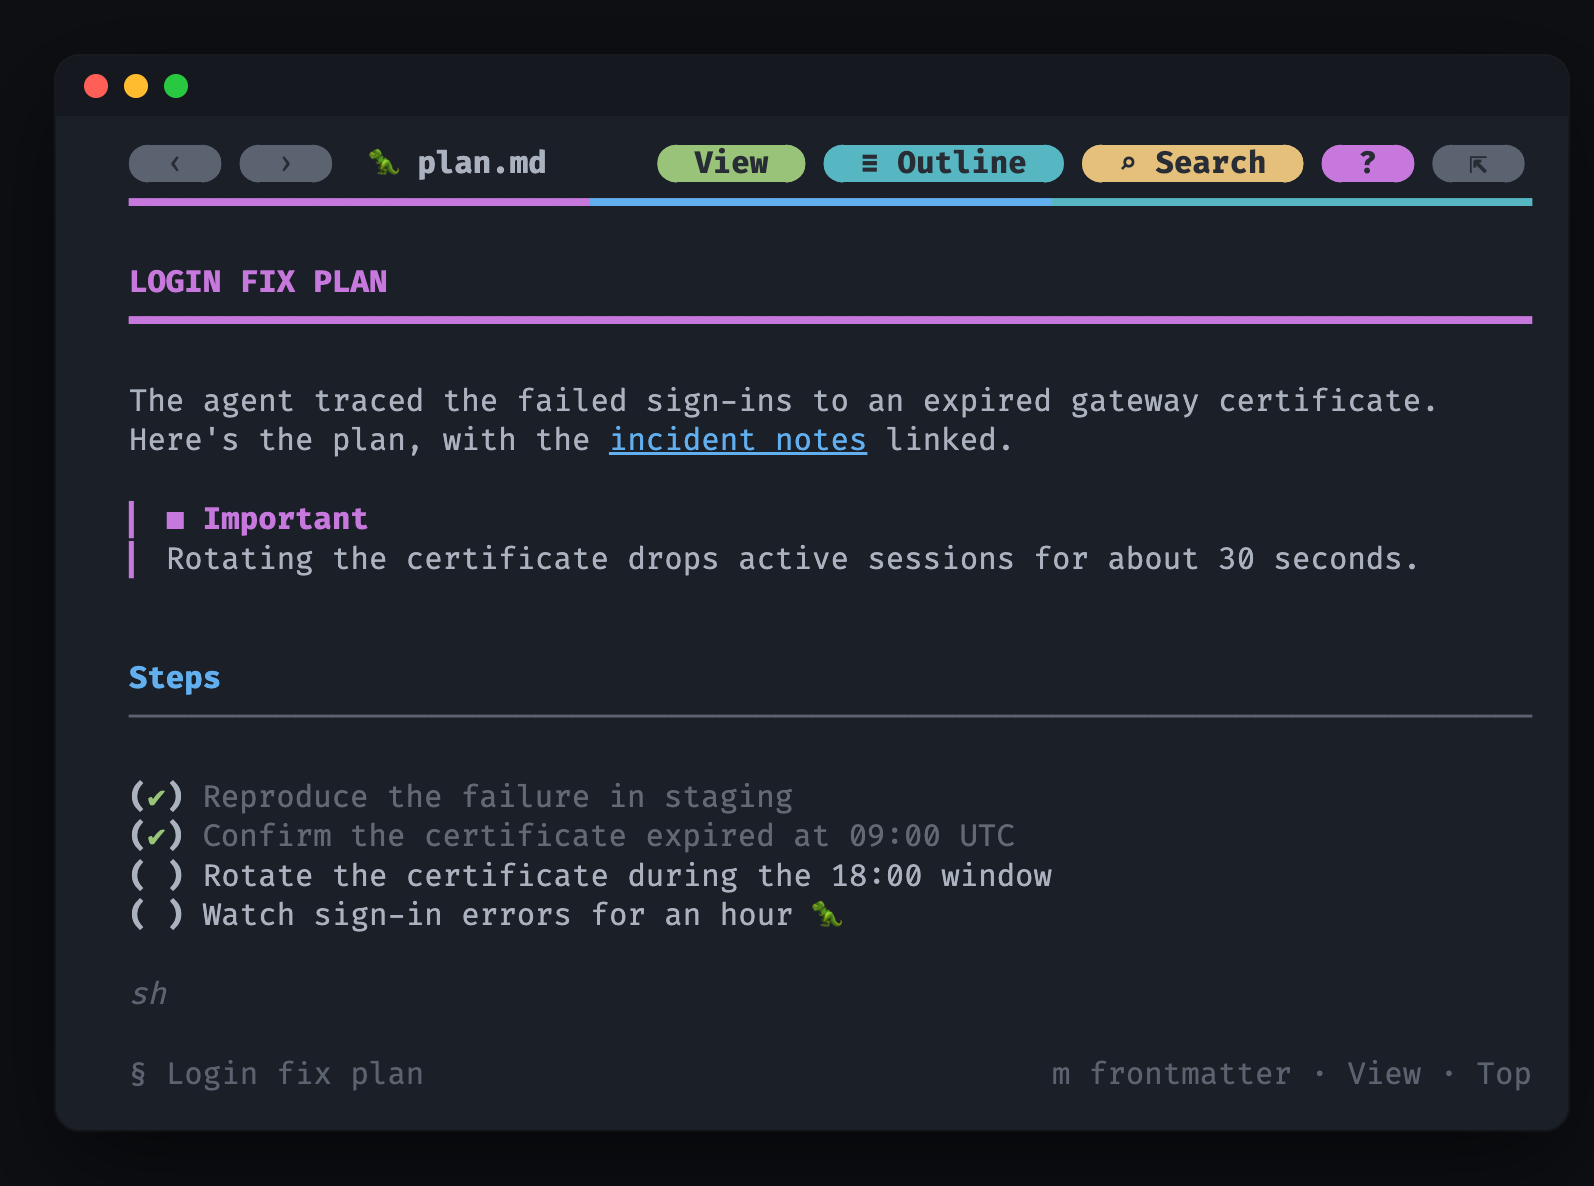 ‹ › 🦖 plan.md View ≡ Outline ⌕ Search ? ⇱
LOGIN FIX PLAN
The agent traced the failed sign-ins to an expired gateway certificate.
Here's the plan, with the incident notes linked.
■ Important
Rotating the certificate drops active sessions for about 30 seconds.
Steps
(✔) Reproduce the failure in staging
(✔) Confirm the certificate expired at 09:00 UTC
( ) Rotate the certificate during the 18:00 window
( ) Watch sign-in errors for an hour 🦖
sh
§ Login fix plan m frontmatter · View · Top